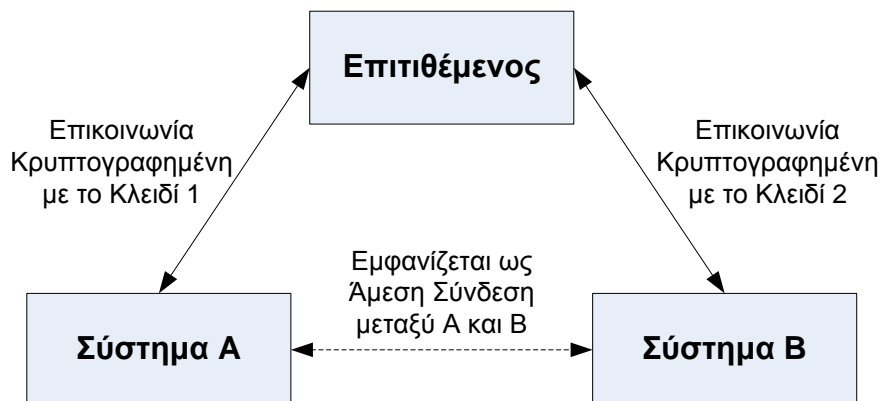 Επιτιθέμενος
Επικοινωνία
Κρυπτογραφημένη
με το Κλειδί 1
Επικοινωνία
Κρυπτογραφημένη
με το Κλειδί 2
Εμφανίζεται ως
Άμεση Σύνδεση
μεταξύ Α και Β
Σύστημα Α
Σύστημα Β